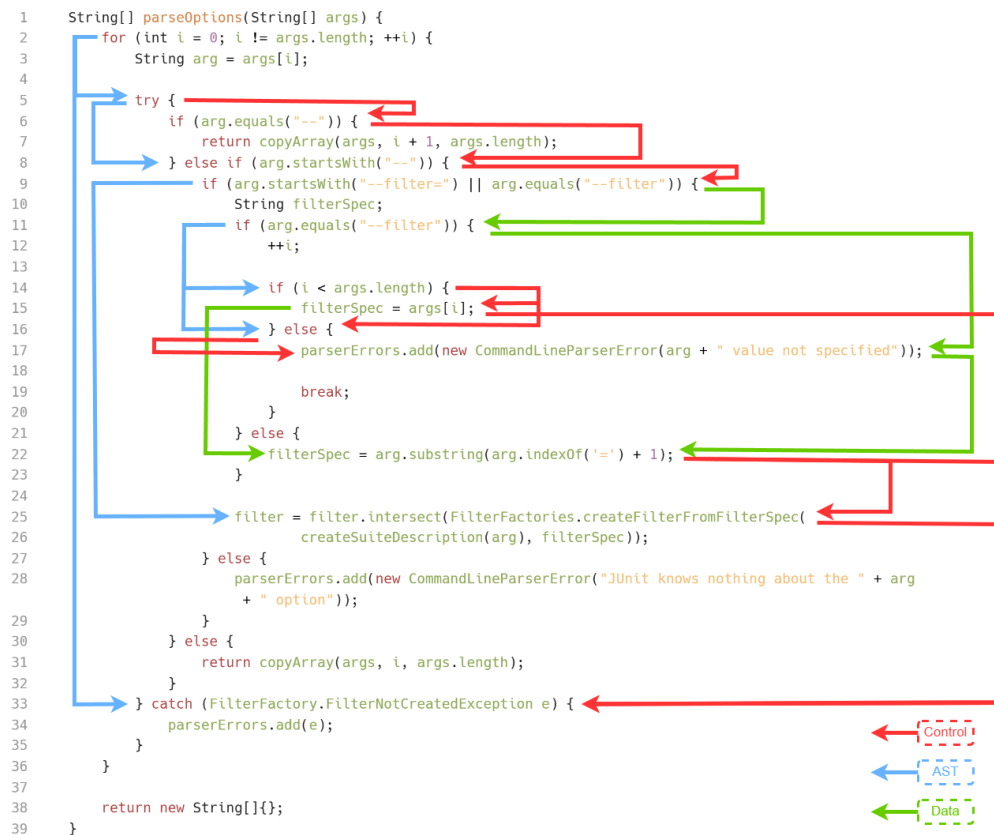 1 String[] parseOptions(String[] args) {
2 for (int i = 0; i != args.length; ++i) {
3 String arg = args[i];
4
5 try {
6 if (arg.equals("--")) {
7 return copyArray(args, i + 1, args.length);
8 } else if (arg.startsWith("--")) {
9 if (arg.startsWith("--filter=") || arg.equals("--filter")) {
10 String filterSpec;
11 if (arg.equals("--filter")) {
12 ++i;
13
14 if (i < args.length) {
15 filterSpec = args[i];
16 } else {
17 parserErrors.add(new CommandLineParserError(arg + " value not specified"));
18
19 break;
20 }
21 } else {
22 filterSpec = arg.substring(arg.indexOf('=') + 1);
23 }
24
25 filter = filter.intersect(FilterFactories.createFilterFromFilterSpec(
26 createSuiteDescription(arg), filterSpec));
27 } else {
28 parserErrors.add(new CommandLineParserError("JUnit knows nothing about the " + arg
+ " option"));
29 }
30 } else {
31 return copyArray(args, i, args.length);
32 }
33 } catch (FilterFactory.FilterNotCreatedException e) {
34 parserErrors.add(e);
35 }
36 }
37
38 return new String[]{};
39 }
Control
AST
Data